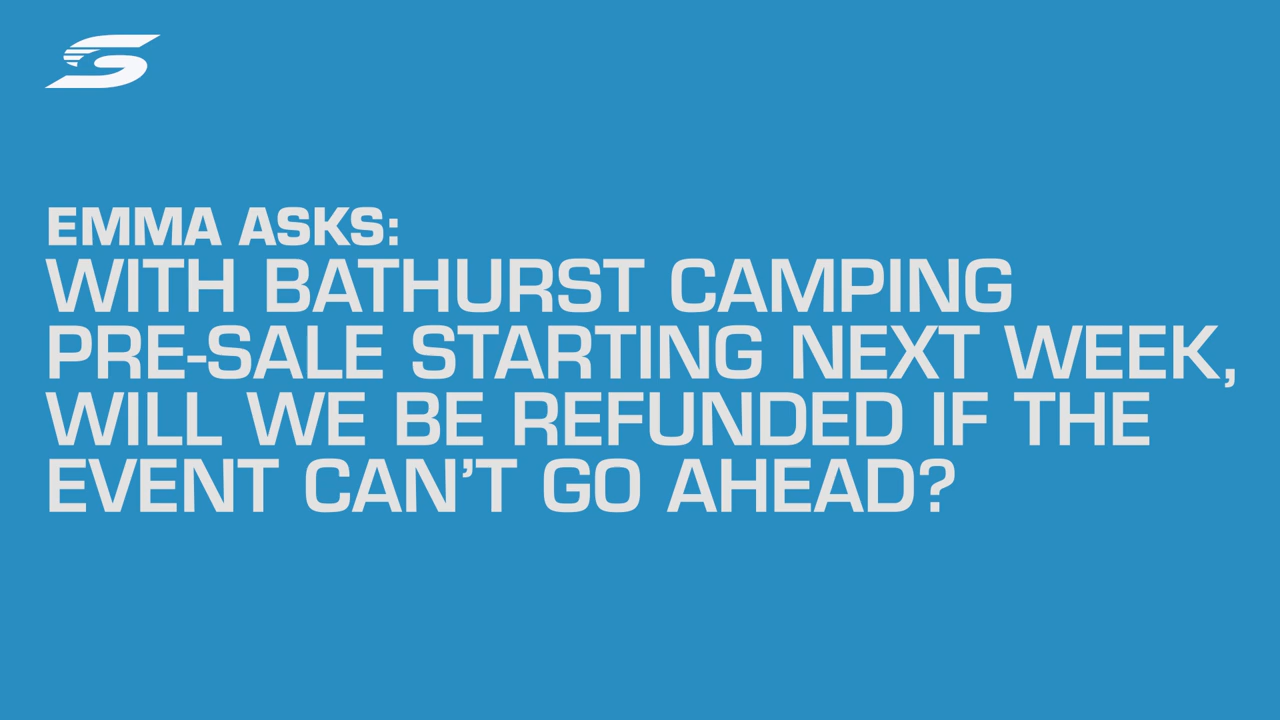 EMMA ASKS:
WITH BATHURST CAMPING
PRE-SALE STARTING NEXT WEEK,
WILL WE BE REFUNDED IF THE
EVENT CAN’T GO AHEAD?